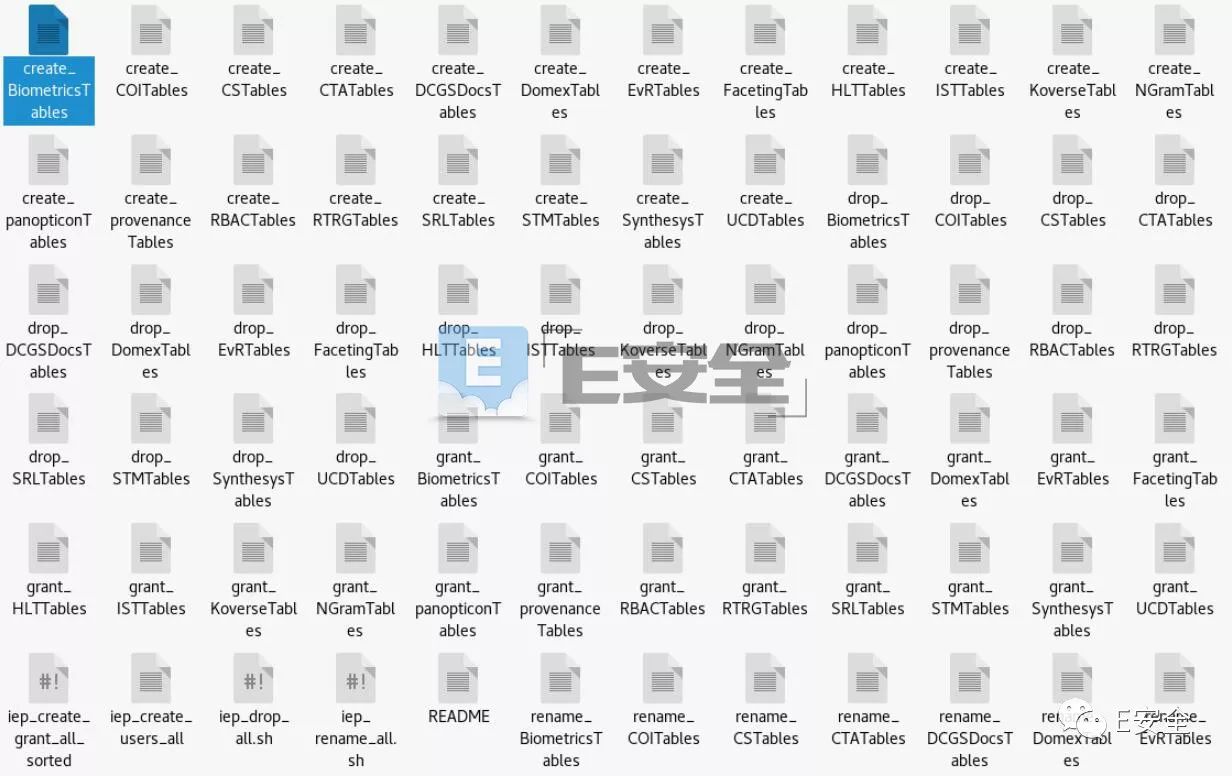 create_
BiometricsT
ables
create_
COITables
create_
CSTables
create_
CTATables
create_
DCGSDocsT
ables
create_
DomexTabl
es
create_
EvRTables
create_
FacetingTab
les
create_
HLTTables
create_
ISTTables
create_
KoverseTabl
es
create_
NGramTabl
es
create_
panopticonT
ables
create_
provenance
Tables
create_
RBACTables
create_
RTRGTables
create_
SRLTables
create_
STMTables
create_
SynthesysT
ables
create_
UCDTables
drop_
BiometricsT
ables
drop_
COITables
drop_
CSTables
drop_
CTATables
drop_
DCGSDocsT
ables
drop_
DomexTabl
es
drop_
EvRTables
drop_
FacetingTab
les
drop_
HLTTables
drop_
ISTTables
drop_
KoverseTabl
es
drop_
NGramTabl
es
drop_
panopticonT
ables
drop_
provenance
Tables
drop_
RBACTables
drop_
RTRGTables
E
E安全
drop_
SRLTables
drop_
STMTables
drop_
SynthesysT
ables
drop_
UCDTables
grant_
BiometricsT
ables
grant_
COITables
grant_
CSTables
grant_
CTATables
grant_
DCGSDocsT
ables
grant_
DomexTabl
es
grant_
EvRTables
grant_
FacetingTab
les
grant_
HLTTables
grant_
ISTTables
grant_
KoverseTabl
es
grant_
NGramTabl
es
grant_
panopticonT
ables
grant_
provenance
Tables
grant_
RBACTables
grant_
RTRGTables
grant_
SRLTables
grant_
STMTables
grant_
SynthesysT
ables
grant_
UCDTables
#!
iep_create_
grant_all_
sorted
iep_create_
users_all
#!
iep_drop_
all.sh
#!
iep_
rename_all.
sh
README
rename_
BiometricsT
ables
rename_
COITables
rename_
CSTables
rename_
CTATables
rename_
DCGSDocsT
ables
rename_
DomexTabl
es
rename_
EvRTables
E安全